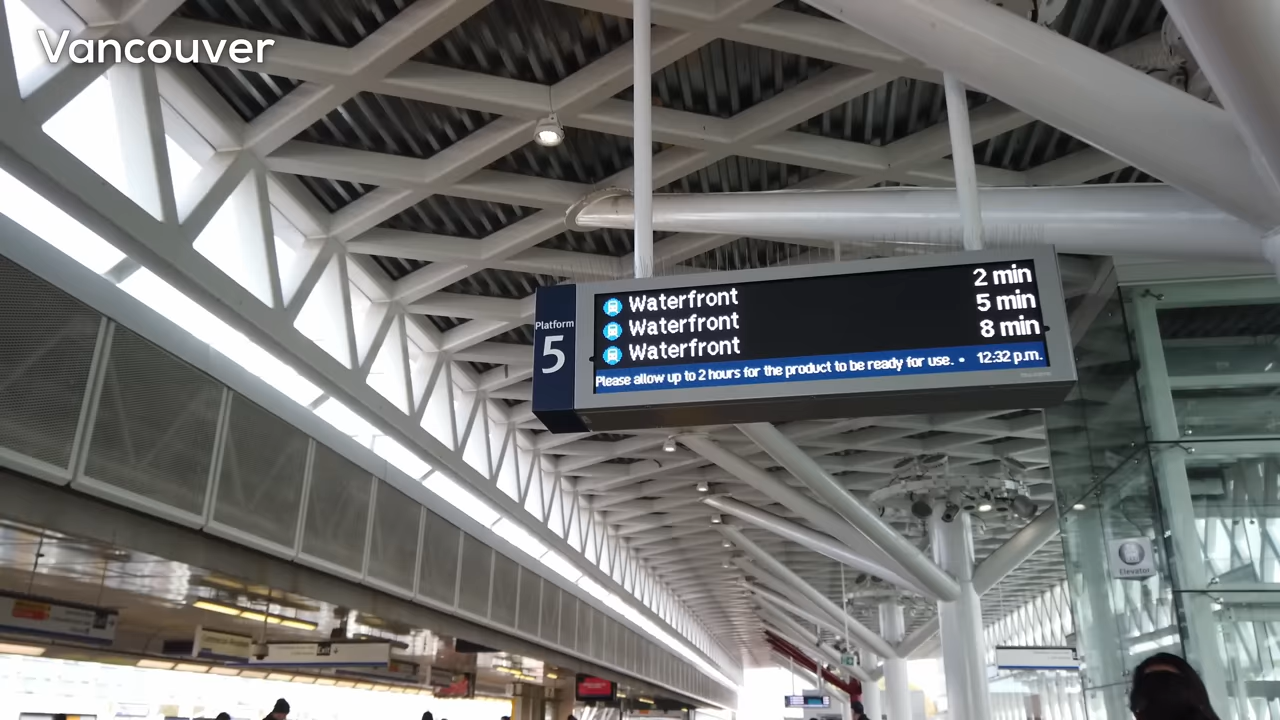 Vancouver
Platform
5
Waterfront 2 min
Waterfront 5 min
Waterfront 8 min
Please allow up to 2 hours for the product to be ready for use. • 12:32 p.m.
Elevator
Exit